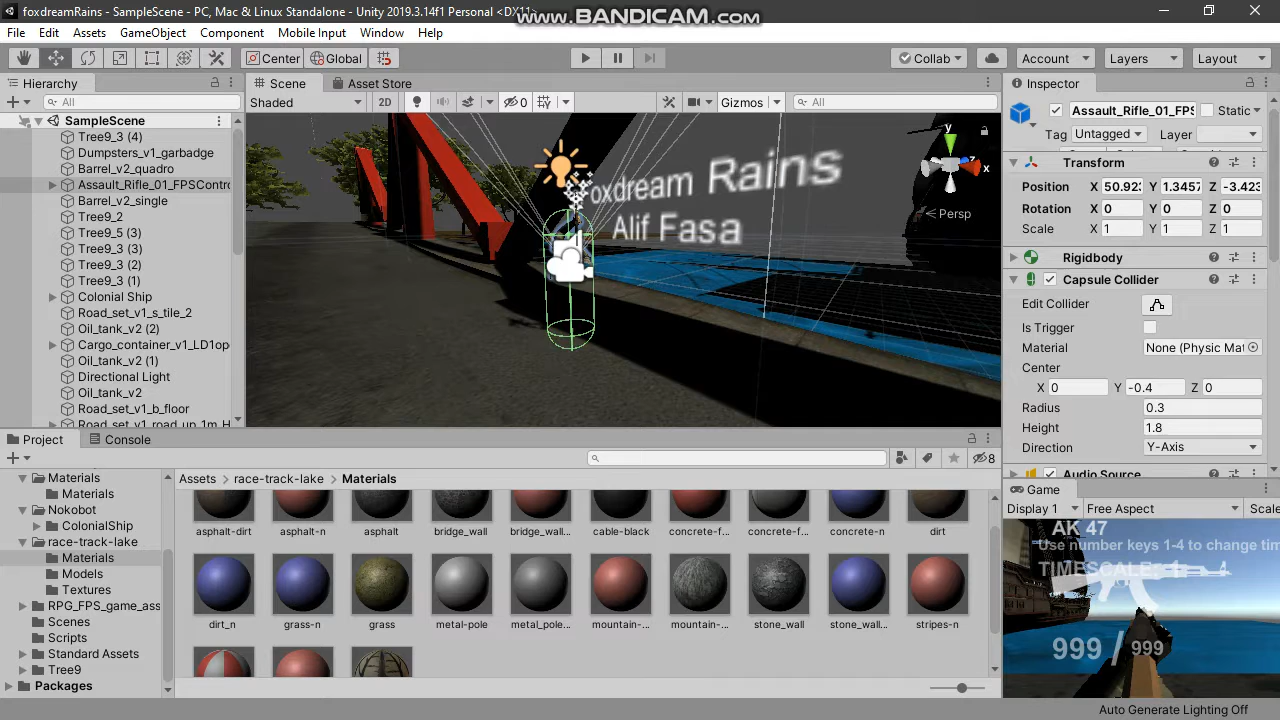 foxdreamRains - SampleScene - PC, Mac & Linux Standalone - Unity 2019.3.14f1 Personal <DX11>
www.BANDICAM.com
File Edit Assets GameObject Component Mobile Input Window Help
Center Global Collab Account Layers Layout
Hierarchy Scene Asset Store Inspector
All Shaded 2D 0 Gizmos All
SampleScene
Tree9_3 (4)
Dumpsters_v1_garbadge
Barrel_v2_quadro
Assault_Rifle_01_FPSContro
Barrel_v2_single
Tree9_2
Tree9_5 (3)
Tree9_3 (3)
Tree9_3 (2)
Tree9_3 (1)
Colonial Ship
Road_set_v1_s_tile_2
Oil_tank_v2 (2)
Cargo_container_v1_LD1op
Oil_tank_v2 (1)
Directional Light
Oil_tank_v2
Road_set_v1_b_floor
Road_set_v1_road_up_1m_H
y
x
z
Persp
Foxdream Rains
Alif Fasa
Assault_Rifle_01_FPS Static
Tag Untagged Layer
Transform
Position X 50.92: Y 1.3457 Z -3.423
Rotation X 0 Y 0 Z 0
Scale X 1 Y 1 Z 1
Rigidbody
Capsule Collider
Edit Collider
Is Trigger
Material None (Physic Mat
Center
X 0 Y -0.4 Z 0
Radius 0.3
Height 1.8
Direction Y-Axis
Audio Source
Project Console
8
Materials
Materials
Nokobot
ColonialShip
race-track-lake
Materials
Models
Textures
RPG_FPS_game_ass
Scenes
Scripts
Standard Assets
Tree9
Packages
Assets race-track-lake Materials
asphalt-dirt asphalt-n asphalt bridge_wall bridge_wall... cable-black concrete-f... concrete-f... concrete-n dirt
dirt_n grass-n grass metal-pole metal_pole... mountain-... mountain-... stone_wall stone_wall... stripes-n
Game
Display 1 Free Aspect Scale
AK 47
Use number keys 1-4 to change tim
TIMESCALE: 1
999 / 999
Auto Generate Lighting Off